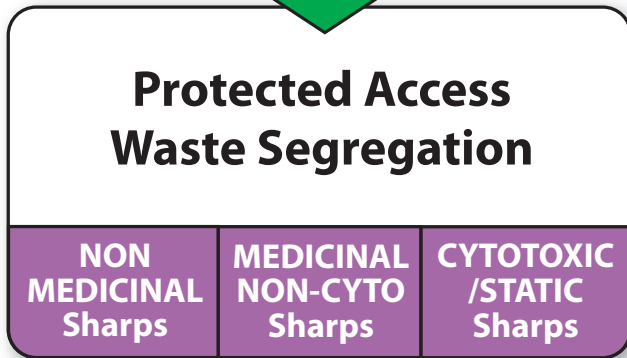 Protected Access
Waste Segregation
NON
MEDICINAL
Sharps
MEDICINAL
NON-CYTO
Sharps
CYTOTOXIC
/STATIC
Sharps